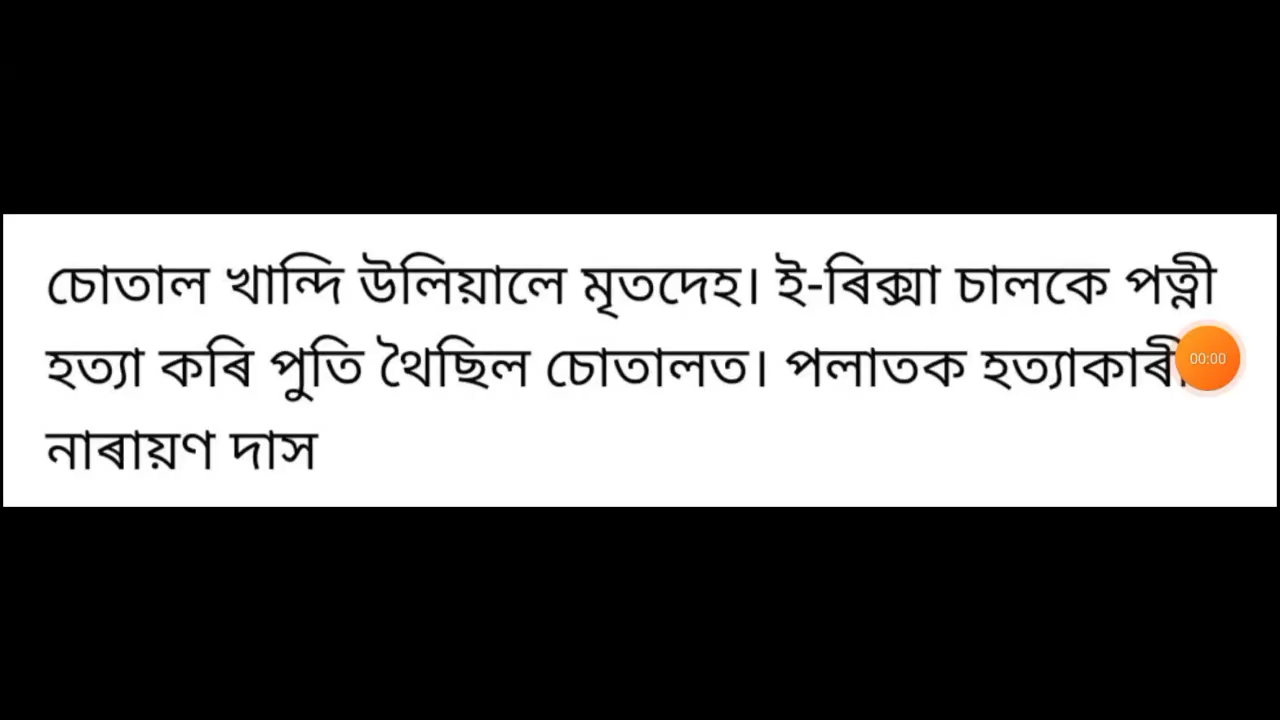 চোতাল খান্দি উলিয়ালে মৃতদেহ। ই-ৰিক্সা চালকে পত্নী
হত্যা কৰি পুতি থৈছিল চোতালত। পলাতক হত্যাকাৰী
নাৰায়ণ দাস
00:00